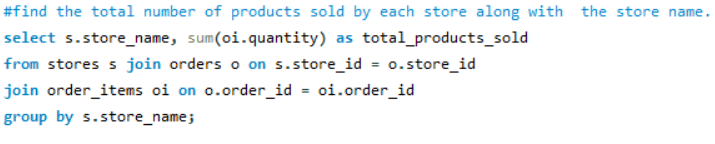 #find the total number of products sold by each store along with  the store name.
select s.store_name, sum(oi.quantity) as total_products_sold
from stores s join orders o on s.store_id = o.store_id
join order_items oi on o.order_id = oi.order_id
group by s.store_name;